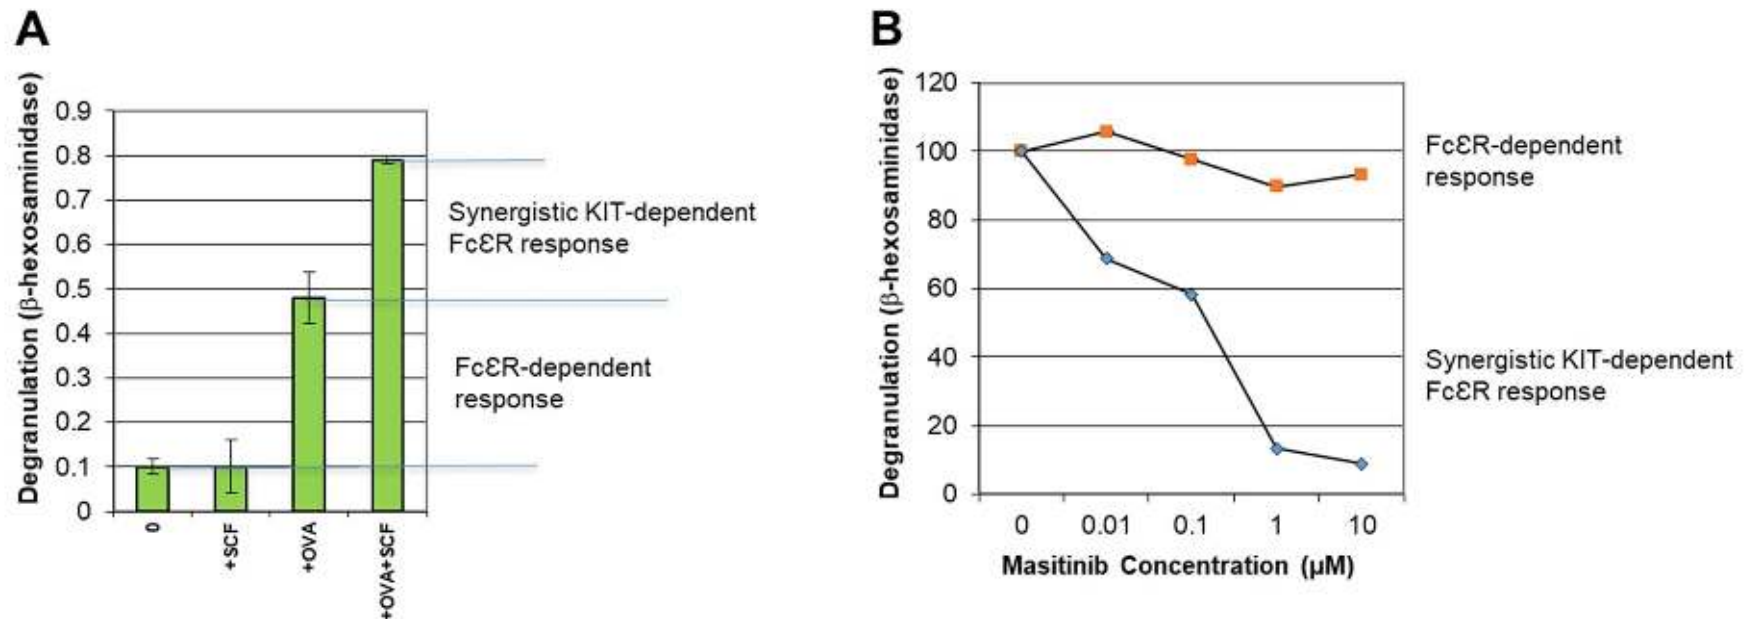 A
Degranulation (β-hexosaminidase)
0.9
0.8
0.7
0.6
0.5
0.4
0.3
0.2
0.1
0
0
+SCF
+OVA
+OVA+SCF
Synergistic KIT-dependent
FcƐR response
FcƐR-dependent
response
B
Degranulation (β-hexosaminidase)
120
100
80
60
40
20
0
0 0.01 0.1 1 10
Masitinib Concentration (µM)
FcƐR-dependent
response
Synergistic KIT-dependent
FcƐR response